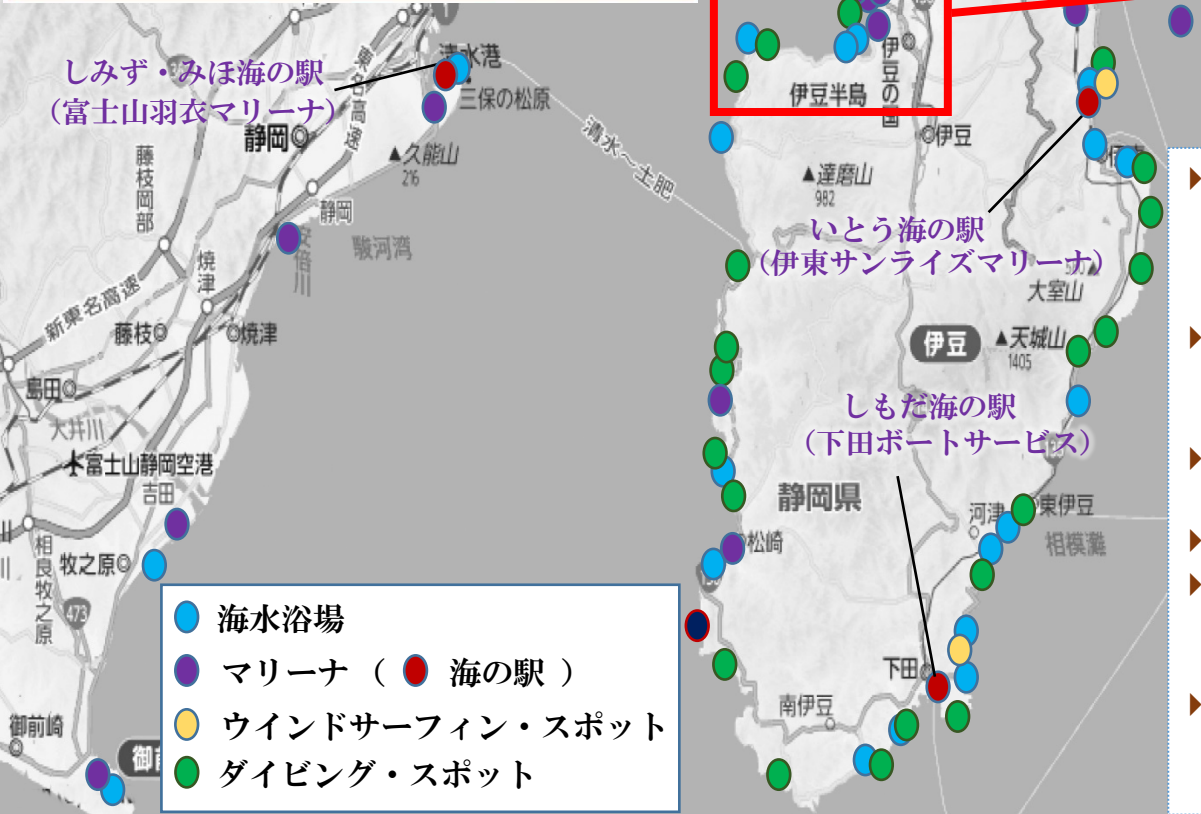 しみず・みほ海の駅
（富士山羽衣マリーナ）
清水港
三保の松原
東名高速
静岡
▲久能山
216
清水～土肥
藤枝岡部
静岡
安倍川
駿河湾
焼津
新東名高速
藤枝
焼津
島田
大井川
富士山静岡空港
吉田
相良牧之原
牧之原
473
御前崎
伊豆の国
伊豆半島
伊豆
▲達磨山
982
いとう海の駅
（伊東サンライズマリーナ）
大室山
伊豆
▲天城山
1405
しもだ海の駅
（下田ボートサービス）
静岡県
河津
東伊豆
相模灘
松崎
下田
南伊豆
海水浴場
マリーナ （ 海の駅 ）
ウインドサーフィン・スポット
ダイビング・スポット